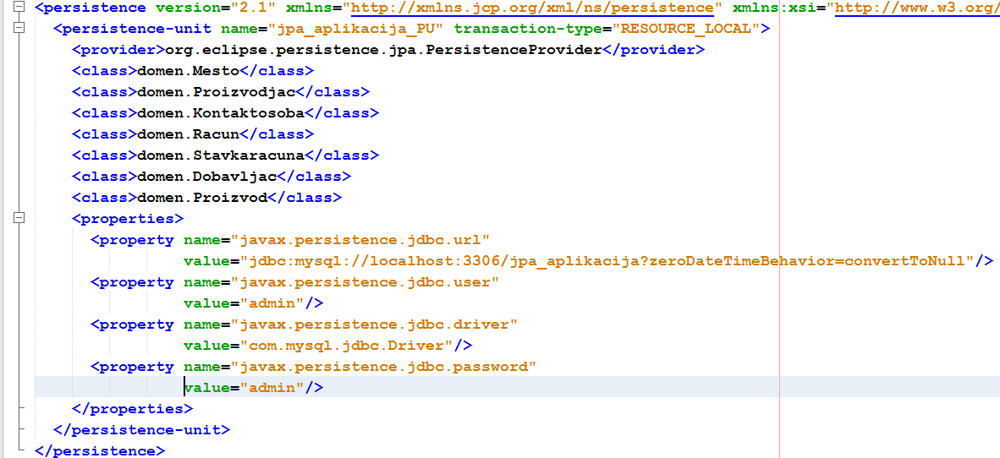 <persistence version="2.1" xmlns="http://xmlns.jcp.org/xml/ns/persistence" xmlns:xsi="http://www.w3.org/
<persistence-unit name="jpa_aplikacija_PU" transaction-type="RESOURCE_LOCAL">
<provider>org.eclipse.persistence.jpa.PersistenceProvider</provider>
<class>domen.Mesto</class>
<class>domen.Proizvodjac</class>
<class>domen.Kontaktosoba</class>
<class>domen.Racun</class>
<class>domen.Stavkaracuna</class>
<class>domen.Dobavljac</class>
<class>domen.Proizvod</class>
<properties>
<property name="javax.persistence.jdbc.url"
value="jdbc:mysql://localhost:3306/jpa_aplikacija?zeroDateTimeBehavior=convertToNull"/>
<property name="javax.persistence.jdbc.user"
value="admin"/>
<property name="javax.persistence.jdbc.driver"
value="com.mysql.jdbc.Driver"/>
<property name="javax.persistence.jdbc.password"
value="admin"/>
</properties>
</persistence-unit>
</persistence>